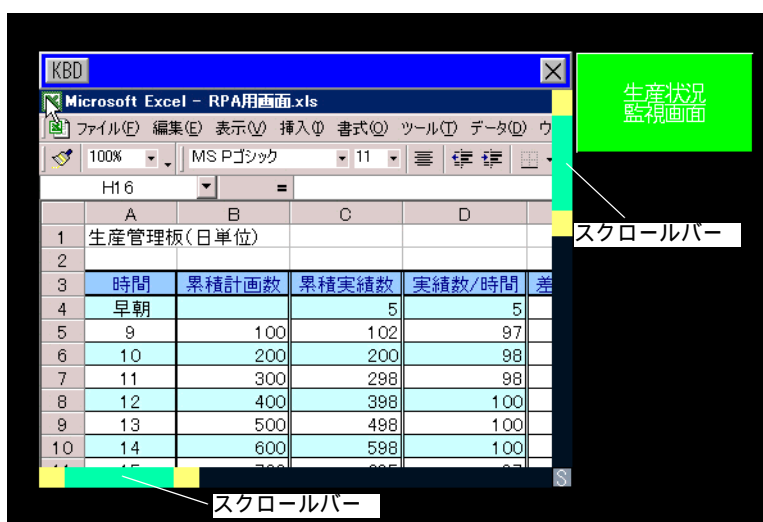 KBD
生産状況
監視画面
Microsoft Excel - RPA用画面.xls
ファイル(F) 編集(E) 表示(V) 挿入(I) 書式(O) ツール(T) データ(D) ウ
100% MS Pゴシック 11
H16 =
A B C D
1 生産管理板(日単位)
2
3 時間 累積計画数 累積実績数 実績数/時間 差
4 早朝 5 5
5 9 100 102 97
6 10 200 200 98
7 11 300 298 98
8 12 400 398 100
9 13 500 498 100
10 14 600 598 100
S
スクロールバー
スクロールバー